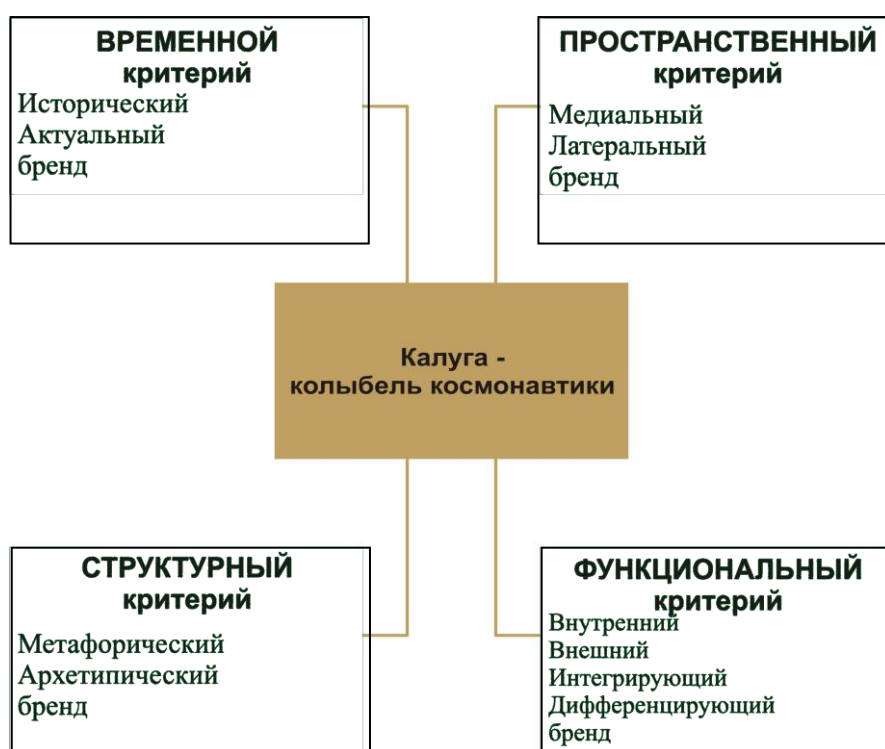 ВРЕМЕННОЙ
критерий
Исторический
Актуальный
бренд
ПРОСТРАНСТВЕННЫЙ
критерий
Медиальный
Латеральный
бренд
Калуга -
колыбель космонавтики
СТРУКТУРНЫЙ
критерий
Метафорический
Архетипический
бренд
ФУНКЦИОНАЛЬНЫЙ
критерий
Внутренний
Внешний
Интегрирующий
Дифференцирующий
бренд